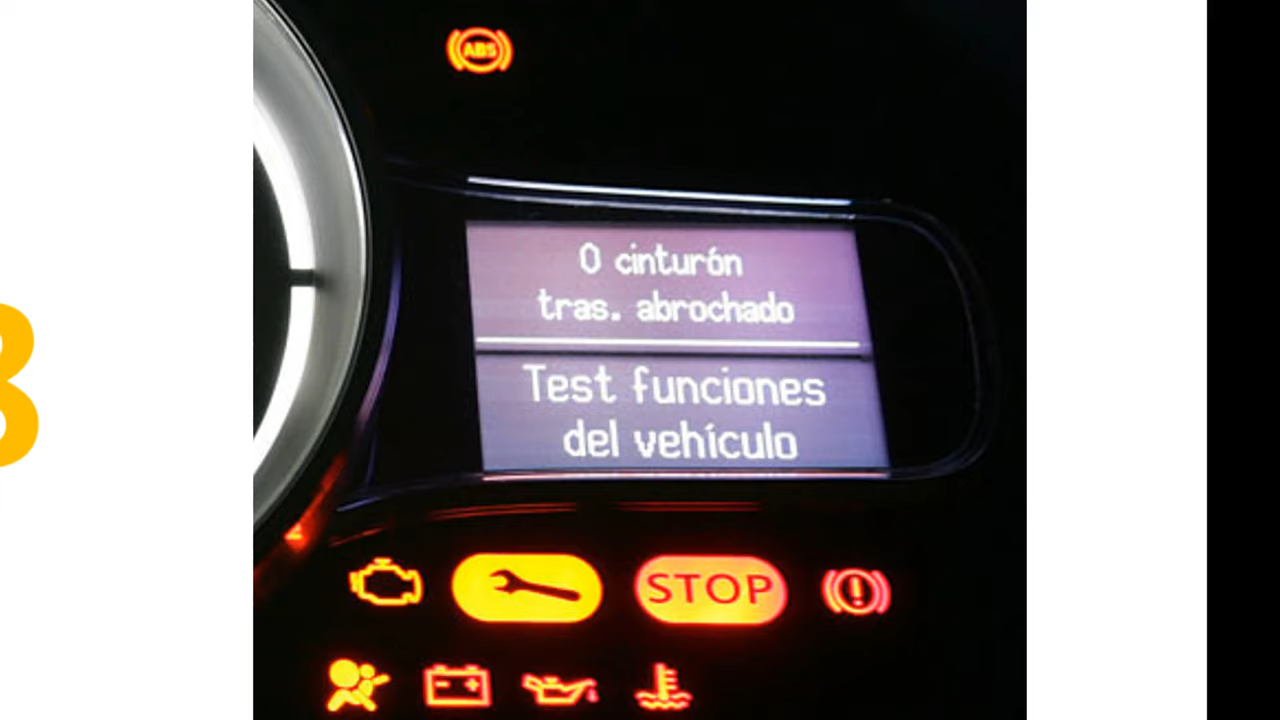 ABS
0 cinturón
tras. abrochado
Test funciones
del vehículo
STOP